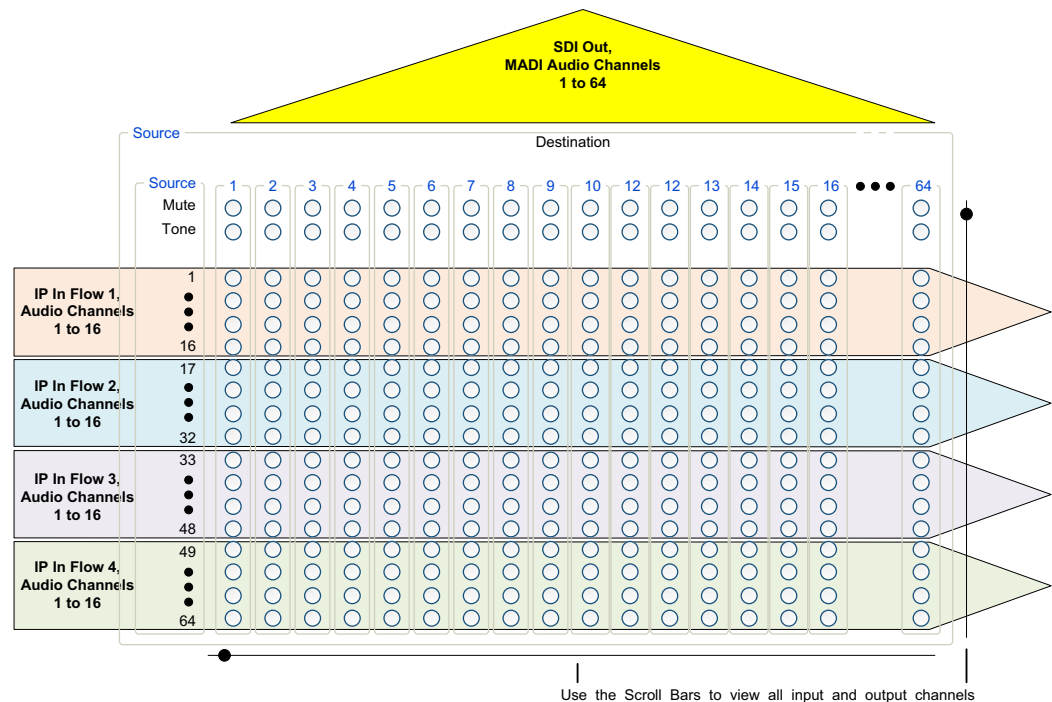 SDI Out,
MADI Audio Channels
1 to 64
Source
Destination
Source 1 2 3 4 5 6 7 8 9 10 12 12 13 14 15 16 ●●● 64
Mute
Tone
IP In Flow 1,
Audio Channels
1 to 16
1
16
IP In Flow 2,
Audio Channels
1 to 16
17
32
IP In Flow 3,
Audio Channels
1 to 16
33
48
IP In Flow 4,
Audio Channels
1 to 16
49
64
Use the Scroll Bars to view all input and output channels